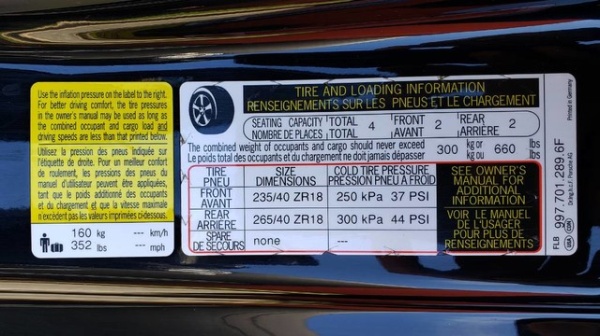 Use the inflation pressure on the label to the right.
For better driving comfort, the tire pressures
in the owner's manual may be used as long as
the combined occupant and cargo load and
driving speeds are less than that printed below.
Utilisez la pression des pneus indiquée sur
l'étiquette de droite. Pour un meilleur confort
de roulement, les pressions des pneus du
manuel d'utilisateur peuvent être appliquées,
tant que le poids additionné des occupants
et du chargement et que la vitesse maximale
n excèdent pas les valeurs imprimées ci-dessous.
160 kg --- km/h
352 lbs --- mph
TIRE AND LOADING INFORMATION
RENSEIGNEMENTS SUR LES PNEUS ET LE CHARGEMENT
SEATING CAPACITY TOTAL 4 FRONT 2 REAR 2
NOMBRE DE PLACES TOTAL AVANT ARRIÈRE
The combined weight of occupants and cargo should never exceed 300 kg or 660 lbs
Le poids total des occupants et du chargement ne doit jamais dépasser kg ou lbs
TIRE SIZE COLD TIRE PRESSURE
PNEU DIMENSIONS PRESSION PNEU A FROID
FRONT AVANT 235/40 ZR18 250 kPa 37 PSI
REAR ARRIÈRE 265/40 ZR18 300 kPa 44 PSI
SPARE DE SECOURS none ---
SEE OWNER'S
MANUAL FOR
ADDITIONAL
INFORMATION
VOIR LE MANUEL
DE L'USAGER
POUR PLUS DE
RENSEIGNEMENTS
FLB 997.701.289.6F
Printed in Germany
Porsche AG
USA CDN